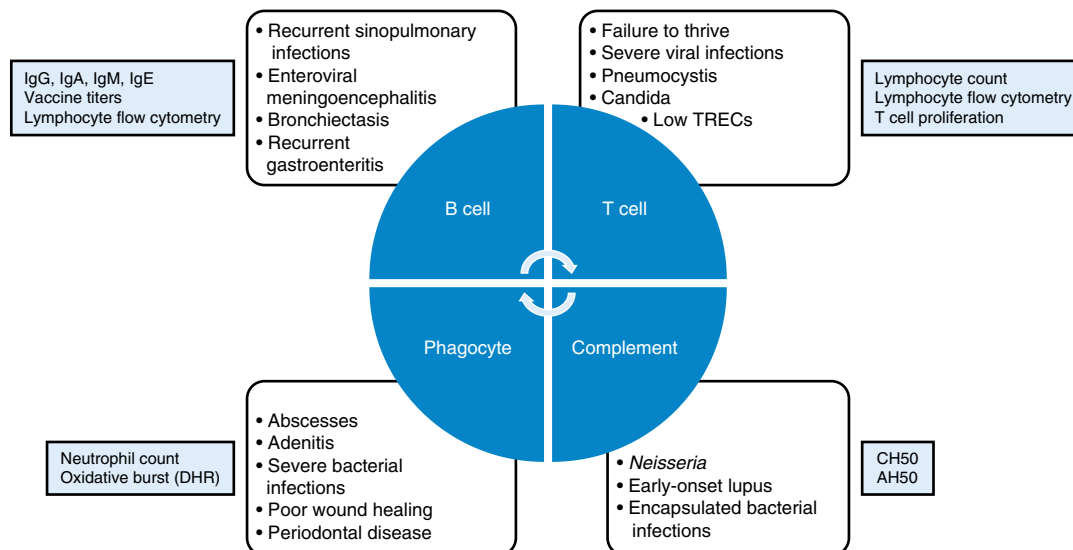 • Recurrent sinopulmonary
infections
• Enteroviral
meningoencephalitis
• Bronchiectasis
• Recurrent
gastroenteritis
IgG, IgA, IgM, IgE
Vaccine titers
Lymphocyte flow cytometry
• Failure to thrive
• Severe viral infections
• Pneumocystis
• Candida
• Low TRECs
Lymphocyte count
Lymphocyte flow cytometry
T cell proliferation
B cell
T cell
Phagocyte
Complement
• Abscesses
• Adenitis
• Severe bacterial
infections
• Poor wound healing
• Periodontal disease
Neutrophil count
Oxidative burst (DHR)
• Neisseria
• Early-onset lupus
• Encapsulated bacterial
infections
CH50
AH50